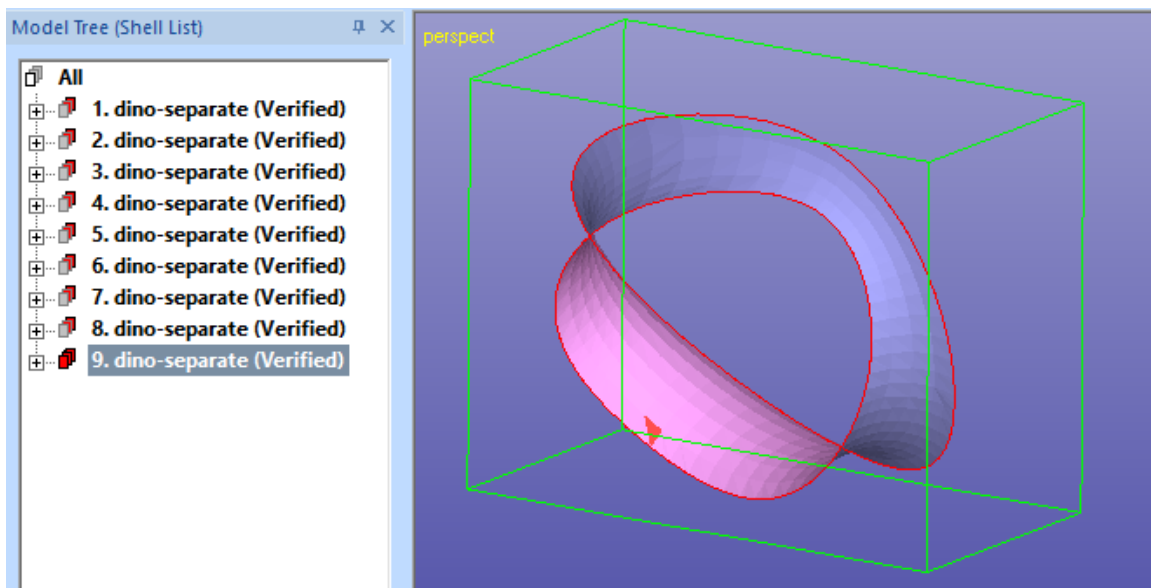 Model Tree (Shell List)
All
1. dino-separate (Verified)
2. dino-separate (Verified)
3. dino-separate (Verified)
4. dino-separate (Verified)
5. dino-separate (Verified)
6. dino-separate (Verified)
7. dino-separate (Verified)
8. dino-separate (Verified)
9. dino-separate (Verified)
perspect